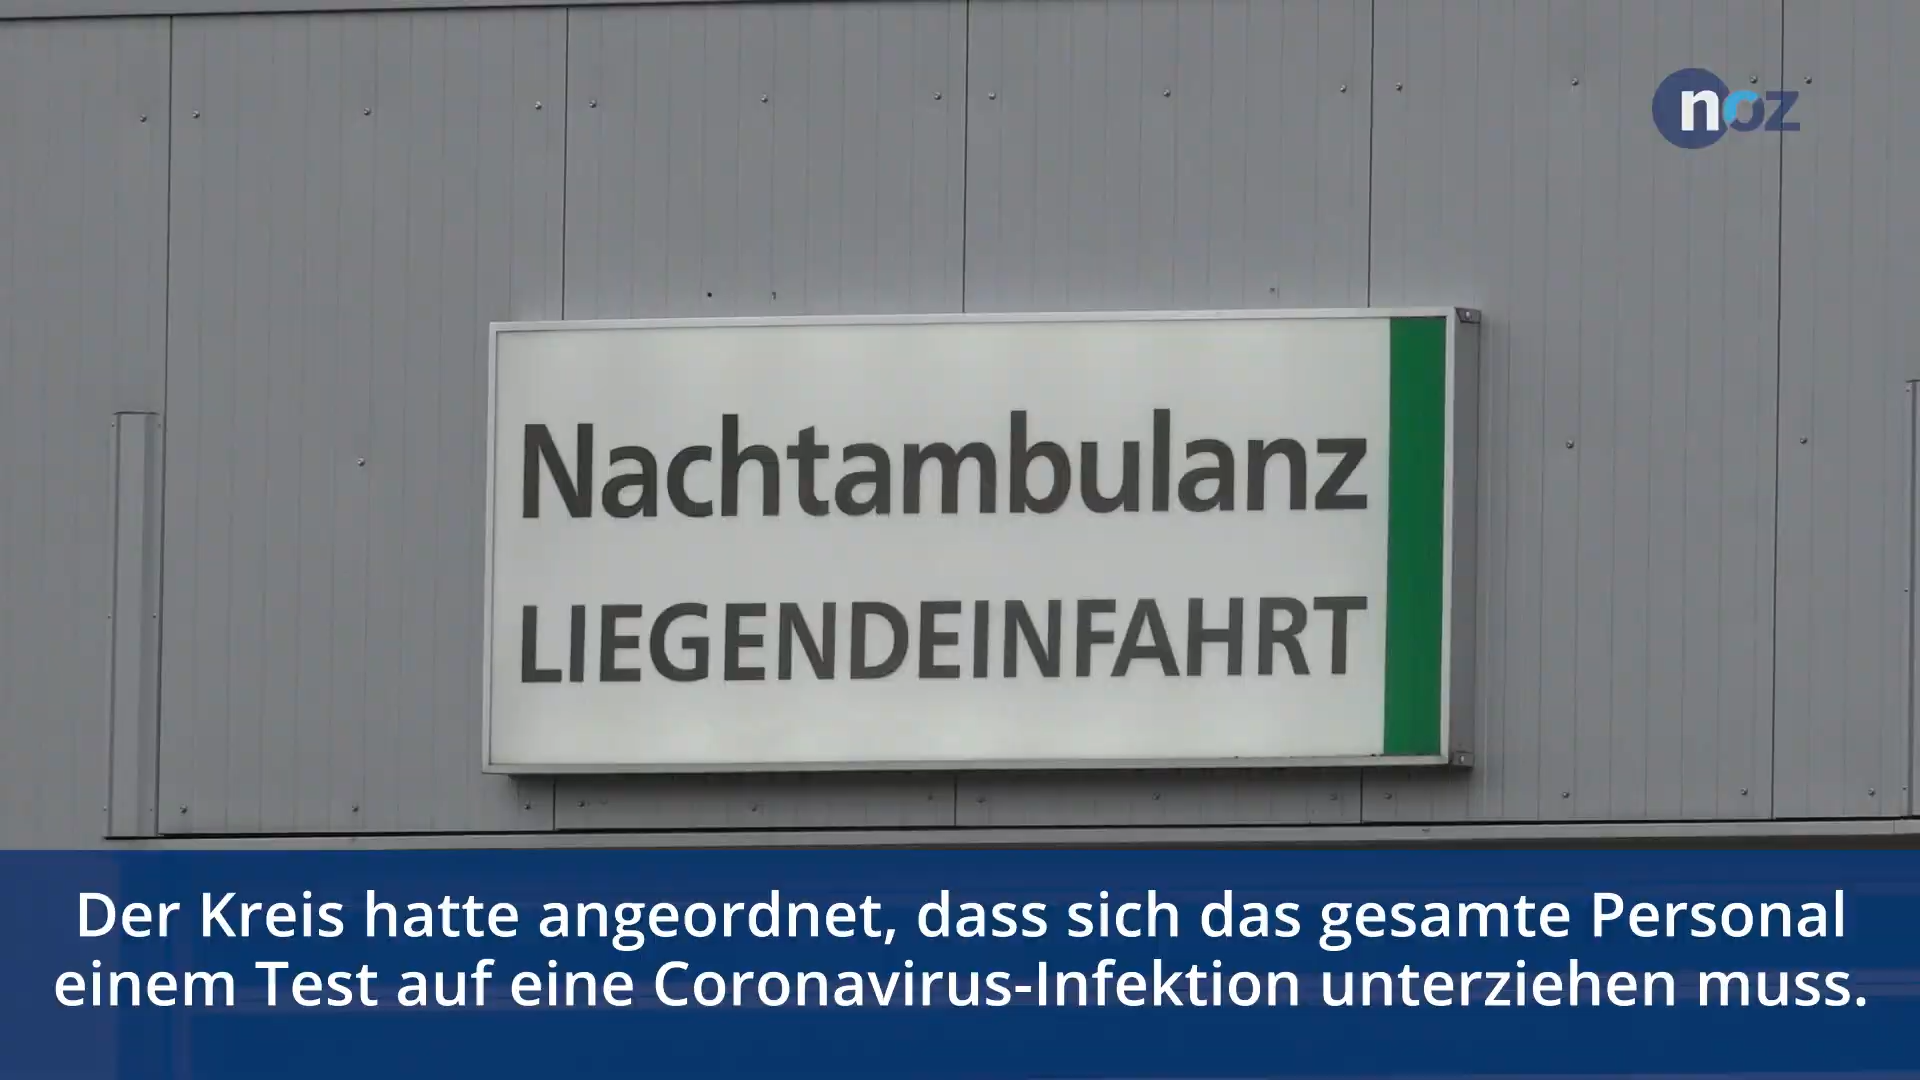 noz
Nachtambulanz
LIEGENDEINFAHRT
Der Kreis hatte angeordnet, dass sich das gesamte Personal
einem Test auf eine Coronavirus-Infektion unterziehen muss.